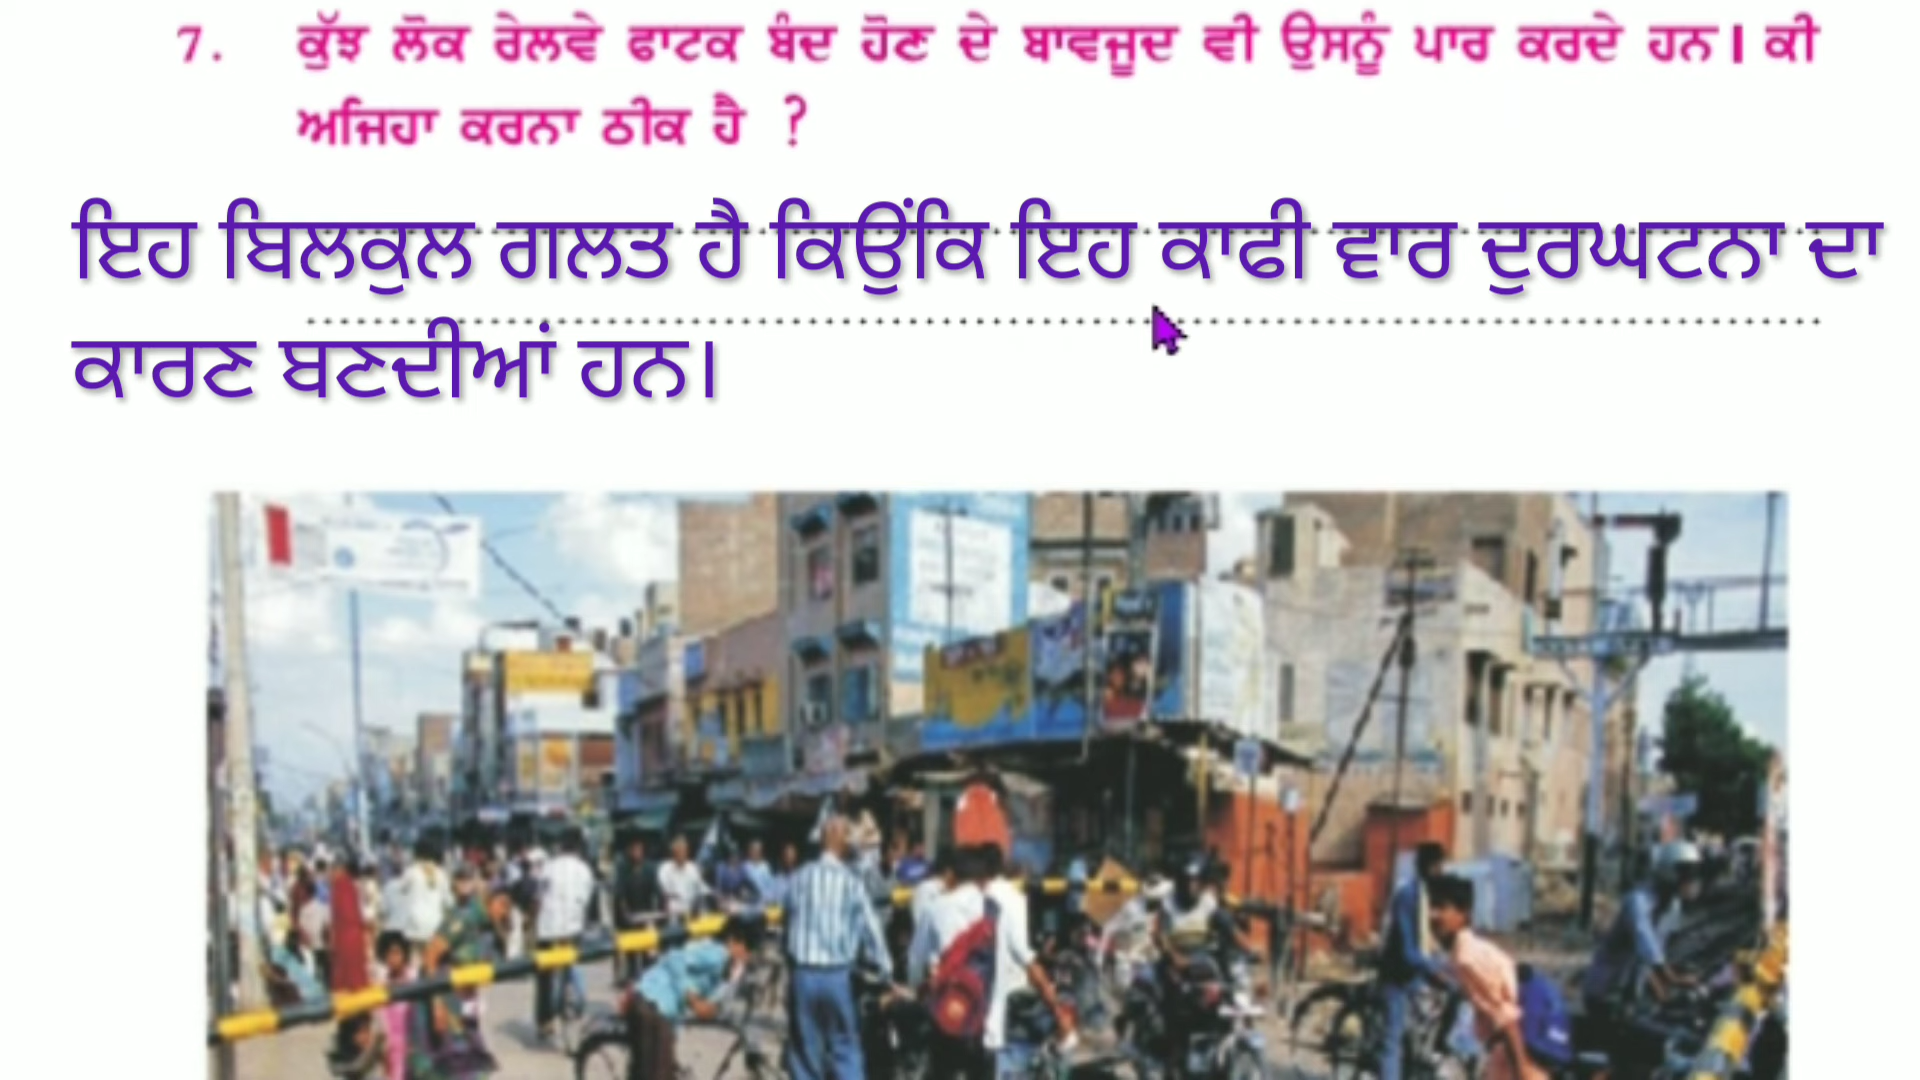 7. ਕੁੱਝ ਲੋਕ ਰੇਲਵੇ ਫਾਟਕ ਬੰਦ ਹੋਣ ਦੇ ਬਾਵਜੂਦ ਵੀ ਉਸਨੂੰ ਪਾਰ ਕਰਦੇ ਹਨ। ਕੀ
ਅਜਿਹਾ ਕਰਨਾ ਠੀਕ ਹੈ ?
ਇਹ ਬਿਲਕੁਲ ਗਲਤ ਹੈ ਕਿਉਂਕਿ ਇਹ ਕਾਫੀ ਵਾਰ ਦੁਰਘਟਨਾ ਦਾ
ਕਾਰਣ ਬਣਦੀਆਂ ਹਨ।